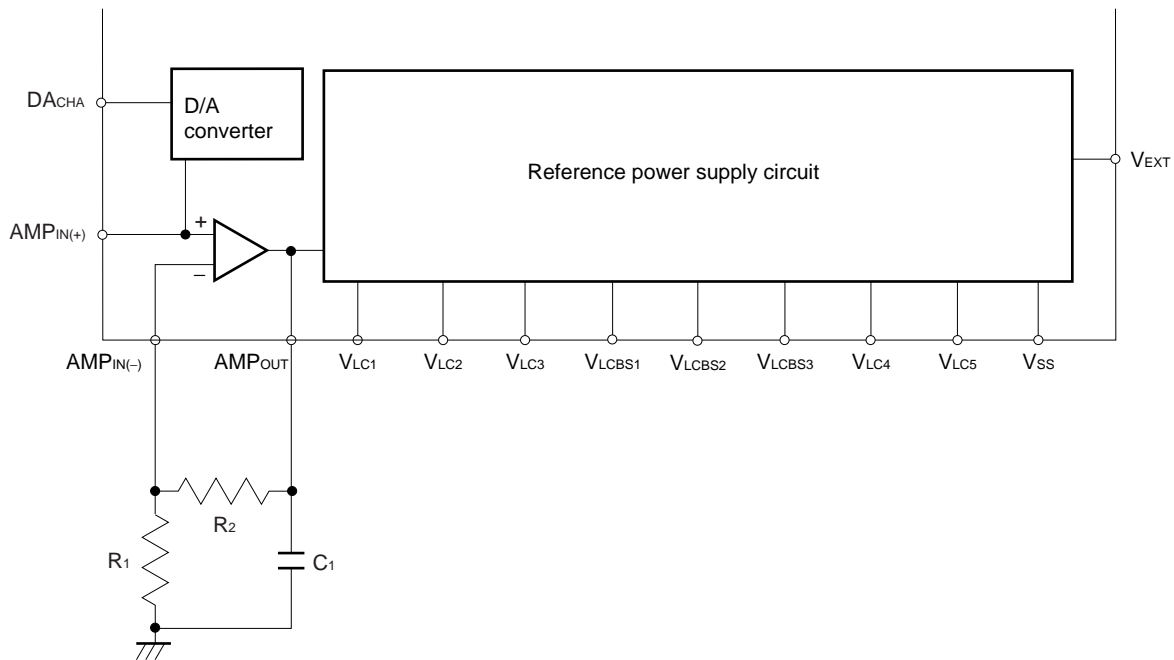 DACHA
D/A
converter
Reference power supply circuit
VEXT
AMPIN(+)
+
−
AMPIN(−)
AMPOUT
VLC1
VLC2
VLC3
VLCBS1
VLCBS2
VLCBS3
VLC4
VLC5
VSS
R2
R1
C1